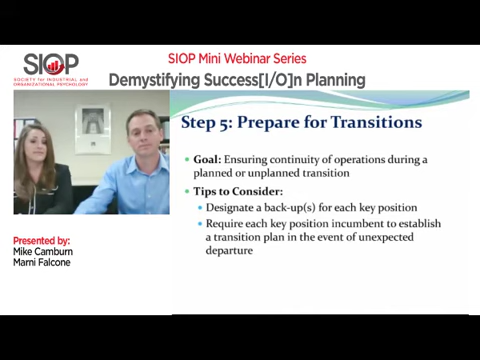 SIOP
SOCIETY for INDUSTRIAL and
ORGANIZATIONAL PSYCHOLOGY
SIOP Mini Webinar Series
Demystifying Success[I/O]n Planning
Step 5: Prepare for Transitions
Goal: Ensuring continuity of operations during a
planned or unplanned transition
Tips to Consider:
Designate a back-up(s) for each key position
Require each key position incumbent to establish
a transition plan in the event of unexpected
departure
Presented by:
Mike Camburn
Marni Falcone